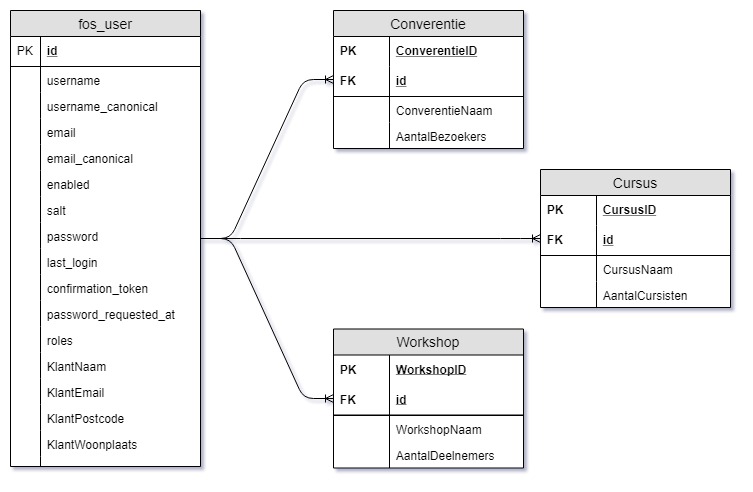 fos_user
PK id
username
username_canonical
email
email_canonical
enabled
salt
password
last_login
confirmation_token
password_requested_at
roles
KlantNaam
KlantEmail
KlantPostcode
KlantWoonplaats
Converentie
PK ConverentieID
FK id
ConverentieNaam
AantalBezoekers
Cursus
PK CursusID
FK id
CursusNaam
AantalCursisten
Workshop
PK WorkshopID
FK id
WorkshopNaam
AantalDeelnemers